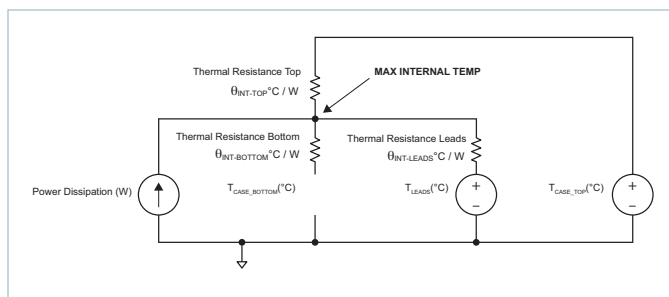 Thermal Resistance Top
θINT-TOP°C / W
MAX INTERNAL TEMP
Thermal Resistance Bottom
θINT-BOTTOM°C / W
Thermal Resistance Leads
θINT-LEADS°C / W
Power Dissipation (W)
TCASE_BOTTOM(°C)
TLEADS(°C)
+
–
TCASE_TOP(°C)
+
–